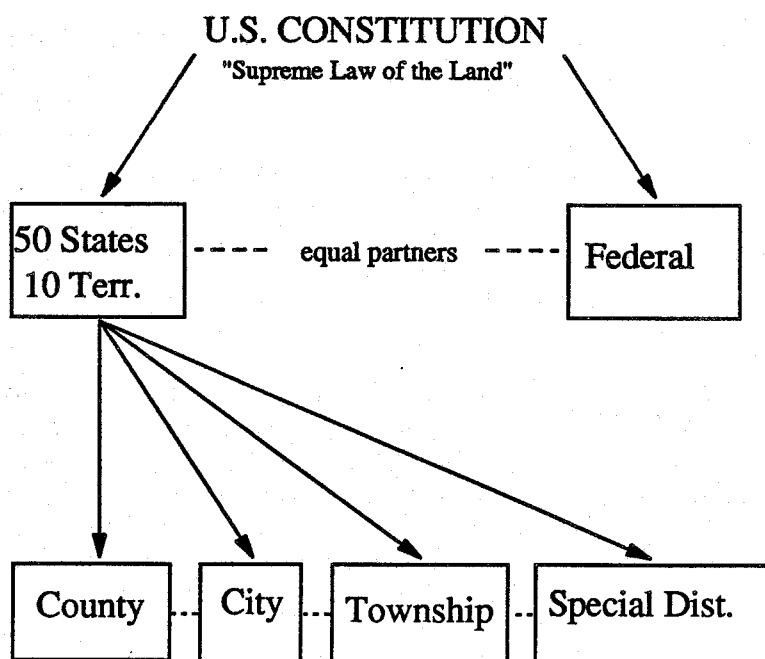 U.S. CONSTITUTION
"Supreme Law of the Land"
50 States
10 Terr.
equal partners
Federal
County
City
Township
Special Dist.